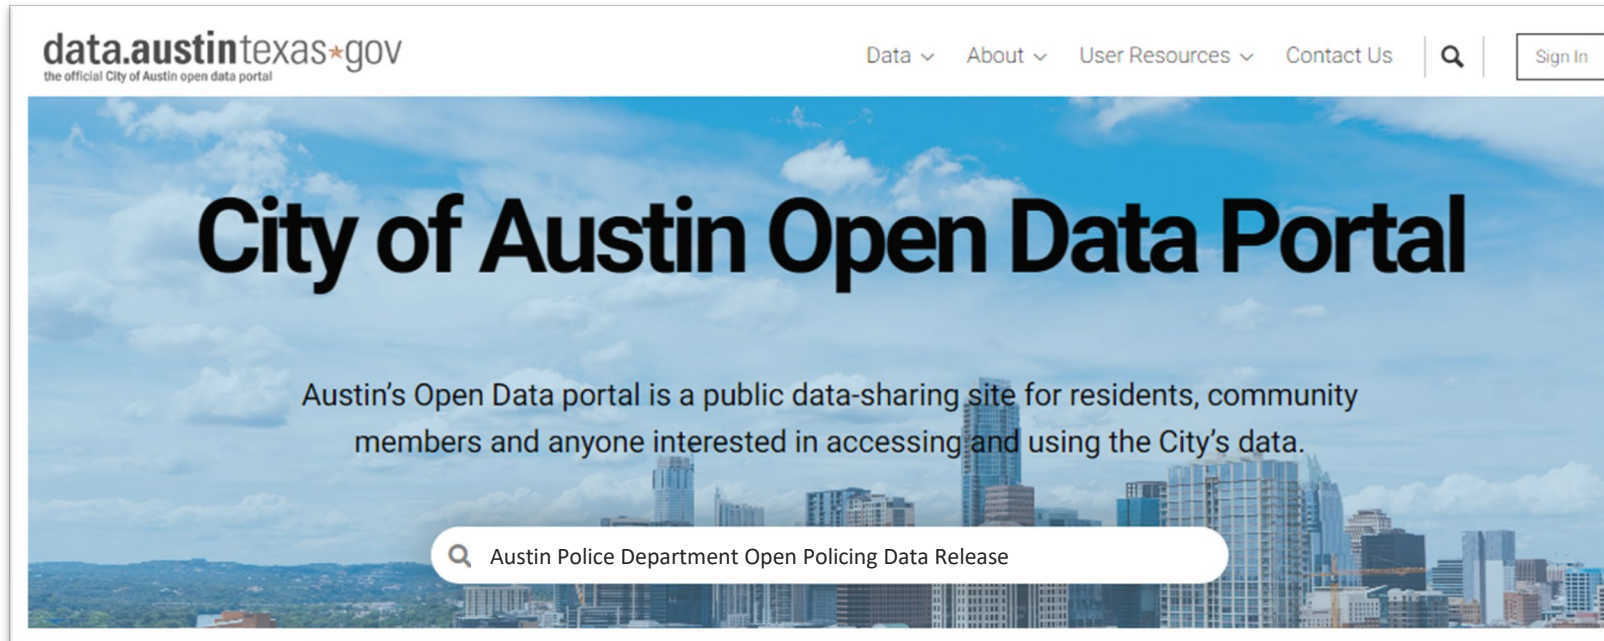 data.austintexas*gov
the official City of Austin open data portal
Data
About
User Resources
Contact Us
Sign In
City of Austin Open Data Portal
Austin's Open Data portal is a public data-sharing site for residents, community
members and anyone interested in accessing and using the City's data.
Austin Police Department Open Policing Data Release